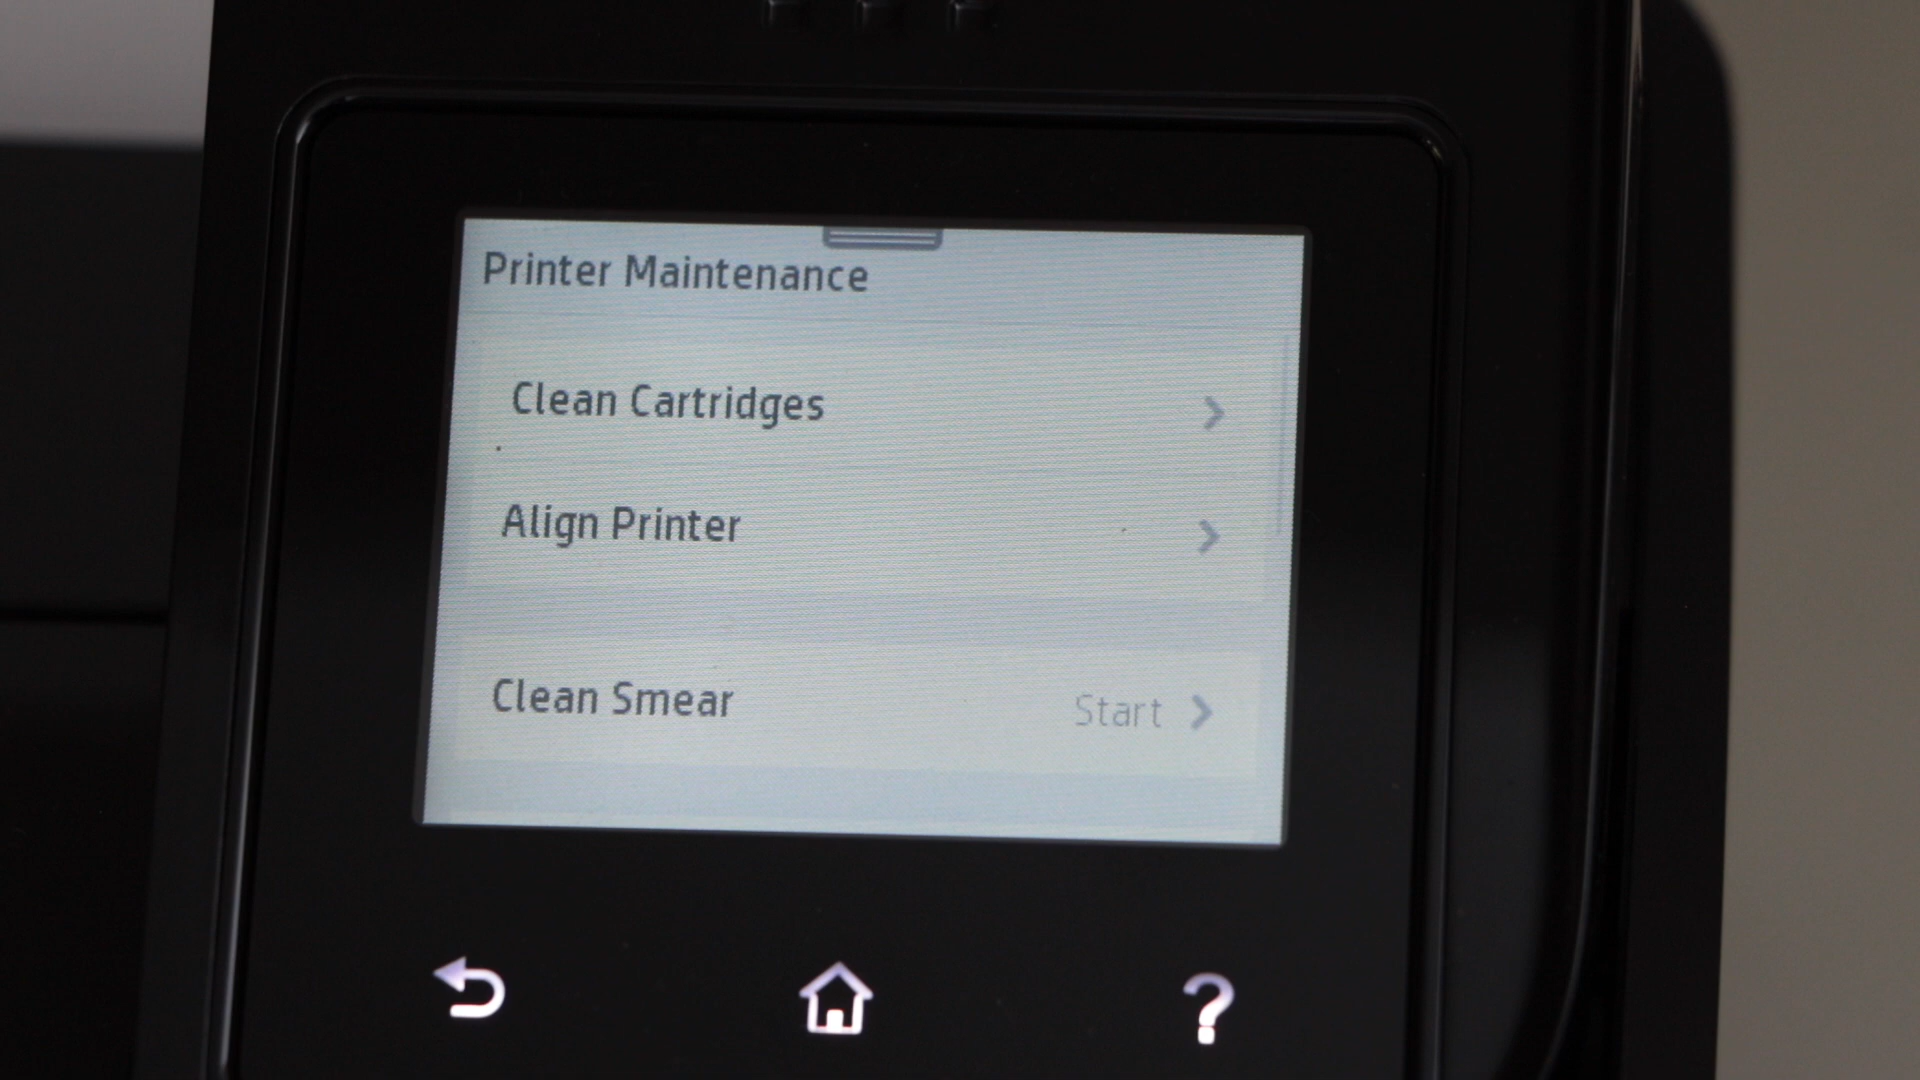 Printer Maintenance
Clean Cartridges
Align Printer
Clean Smear Start
?